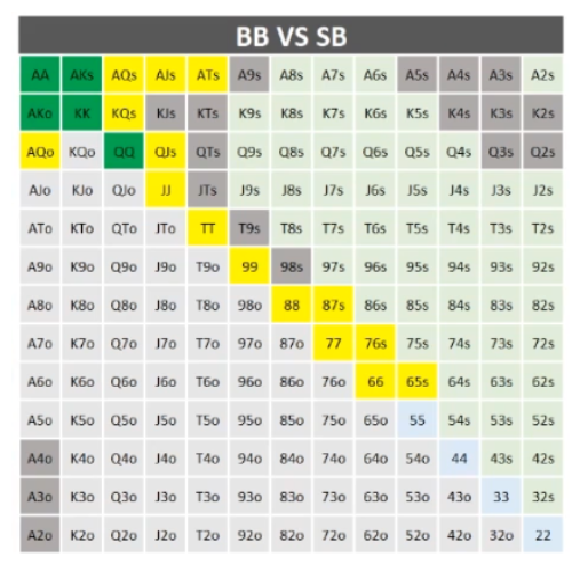 BB VS SB
AA AKs AQs AJs ATs A9s A8s A7s A6s A5s A4s A3s A2s
AKo KK KQs KJs KTs K9s K8s K7s K6s K5s K4s K3s K2s
AQo KQo QQ QJs QTs Q9s Q8s Q7s Q6s Q5s Q4s Q3s Q2s
AJo KJo QJo JJ JTs J9s J8s J7s J6s J5s J4s J3s J2s
ATo KTo QTo JTo TT T9s T8s T7s T6s T5s T4s T3s T2s
A9o K9o Q9o J9o T9o 99 98s 97s 96s 95s 94s 93s 92s
A8o K8o Q8o J8o T8o 98o 88 87s 86s 85s 84s 83s 82s
A7o K7o Q7o J7o T7o 97o 87o 77 76s 75s 74s 73s 72s
A6o K6o Q6o J6o T6o 96o 86o 76o 66 65s 64s 63s 62s
A5o K5o Q5o J5o T5o 95o 85o 75o 65o 55 54s 53s 52s
A4o K4o Q4o J4o T4o 94o 84o 74o 64o 54o 44 43s 42s
A3o K3o Q3o J3o T3o 93o 83o 73o 63o 53o 43o 33 32s
A2o K2o Q2o J2o T2o 92o 82o 72o 62o 52o 42o 32o 22